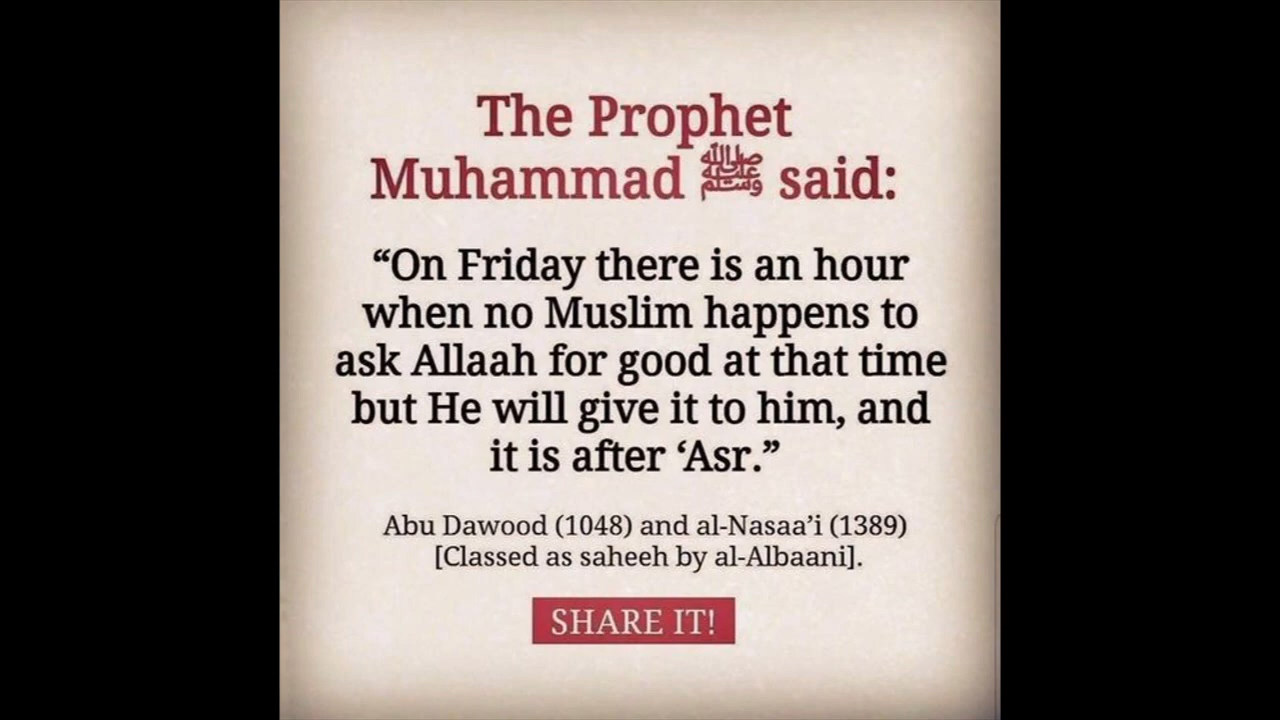 The Prophet
Muhammad ﷺ said:
“On Friday there is an hour
when no Muslim happens to
ask Allaah for good at that time
but He will give it to him, and
it is after ‘Asr.”
Abu Dawood (1048) and al-Nasaa’i (1389)
[Classed as saheeh by al-Albaani].
SHARE IT!